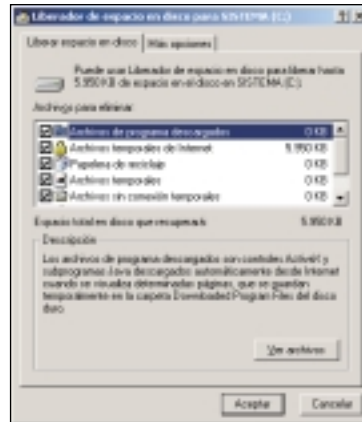 Liberador de espacio en disco para SISTEMA (C:)
Liberar espacio en disco
Más opciones
Puede usar Liberador de espacio en disco para liberar hasta
5.950 KB de espacio en el disco en SISTEMA (C:).
Archivos para eliminar:
Archivos de programa descargados 0 KB
Archivos temporales de Internet 5.950 KB
Papelera de reciclaje 0 KB
Archivos temporales 0 KB
Archivos sin conexión temporales 0 KB
Espacio total en disco que recuperará: 5.950 KB
Descripción
Los archivos de programa descargados son controles ActiveX y
subprogramas Java descargados automáticamente desde Internet
cuando se visualiza determinadas páginas, que se guardan
temporalmente en la carpeta Downloaded Program Files del disco
duro.
Ver archivos
Aceptar
Cancelar